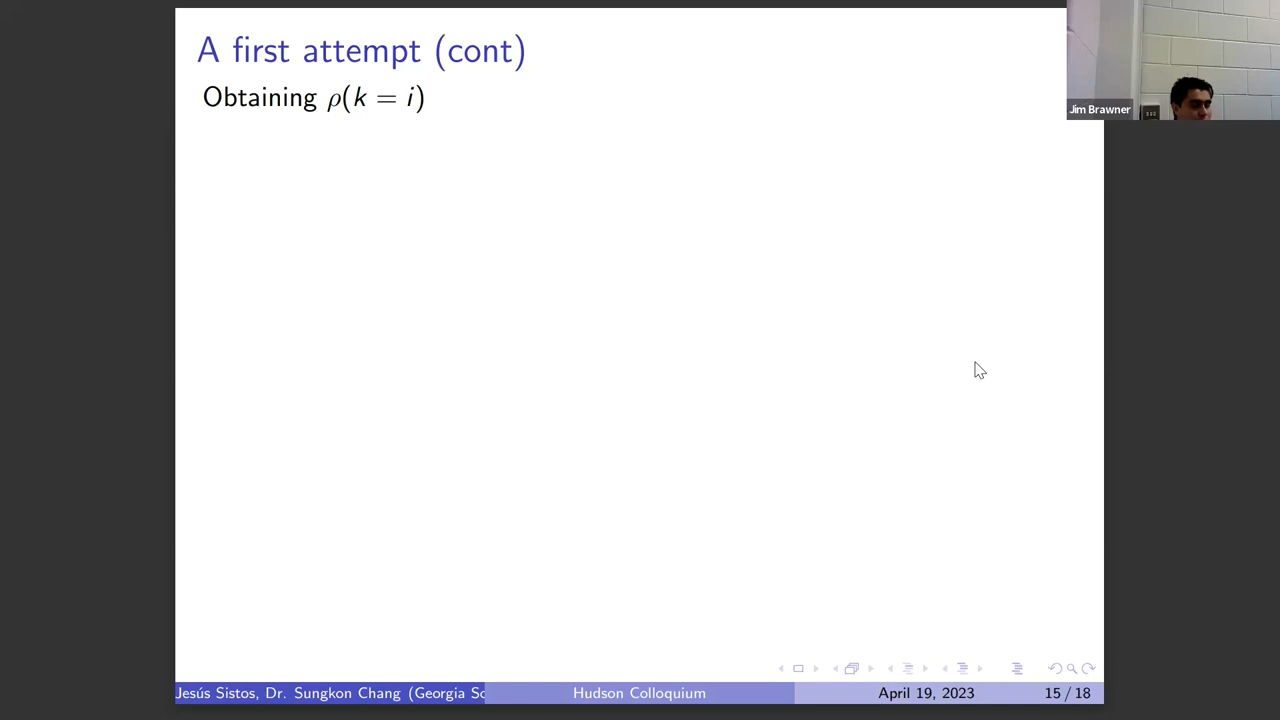 A first attempt (cont)
Jim Brawner
Obtaining ρ(k = i)
Jesús Sistos, Dr. Sungkon Chang (Georgia So
Hudson Colloquium
April 19, 2023
15 / 18